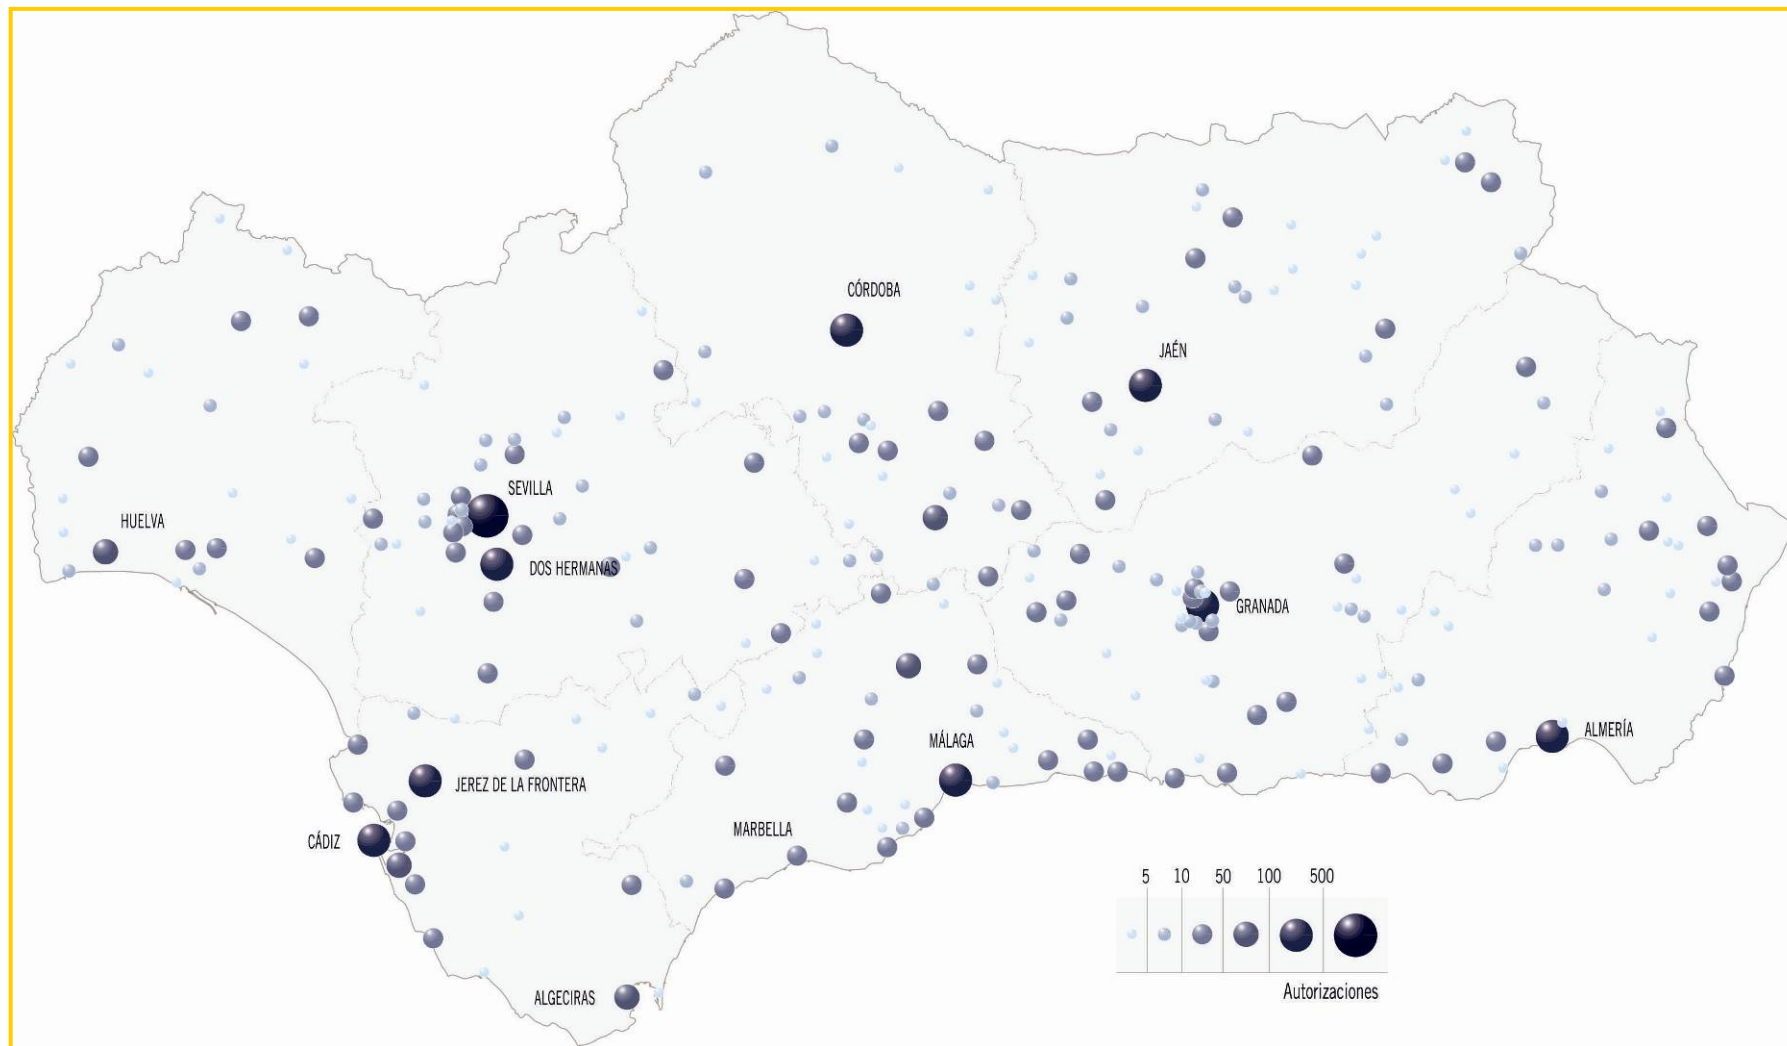 CÓRDOBA
JAÉN
SEVILLA
HUELVA
DOS HERMANAS
GRANADA
ALMERÍA
MÁLAGA
JEREZ DE LA FRONTERA
MARBELLA
CÁDIZ
5 10 50 100 500
Autorizaciones
ALGECIRAS